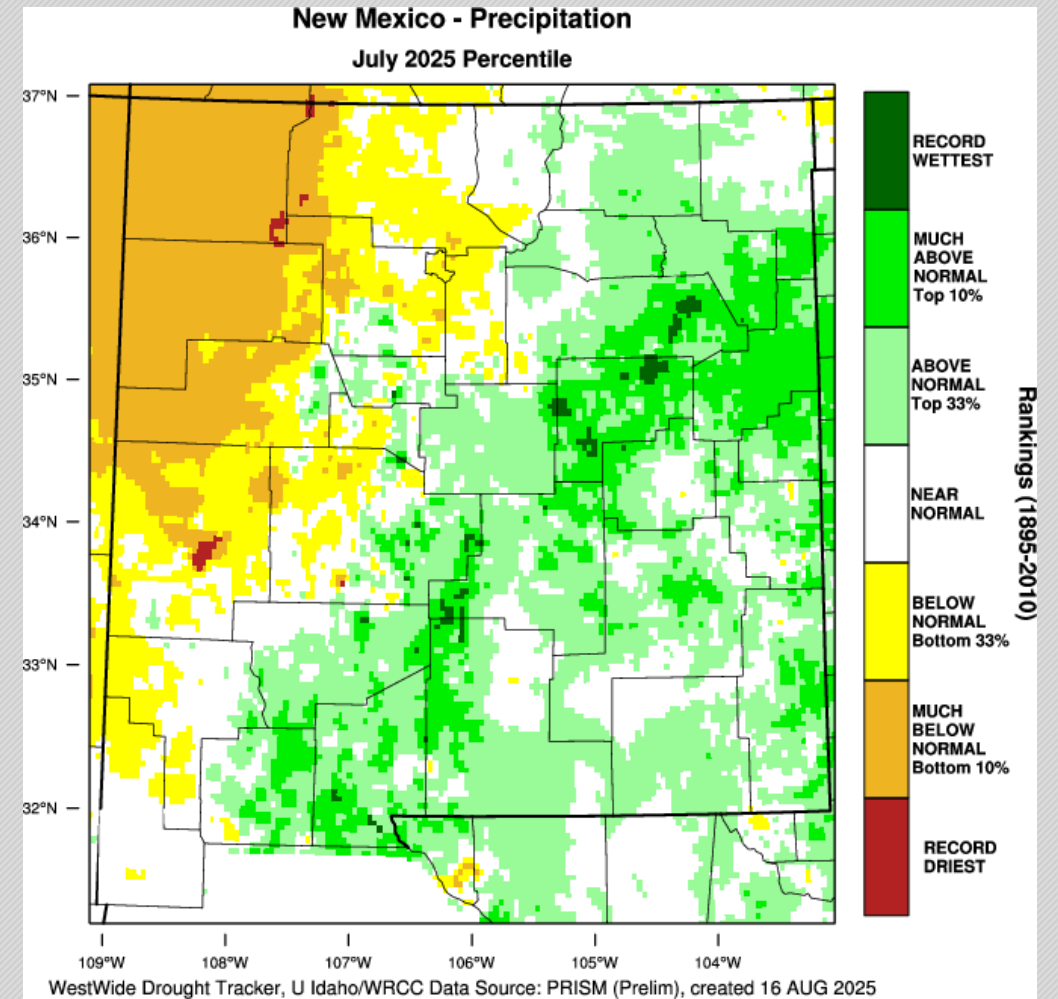 New Mexico - Precipitation
July 2025 Percentile
37°N
36°N
35°N
34°N
33°N
32°N
109°W
108°W
107°W
106°W
105°W
104°W
RECORD
WETTEST
MUCH
ABOVE
NORMAL
Top 10%
ABOVE
NORMAL
Top 33%
NEAR
NORMAL
BELOW
NORMAL
Bottom 33%
MUCH
BELOW
NORMAL
Bottom 10%
RECORD
DRIEST
Rankings (1895-2010)
WestWide Drought Tracker, U Idaho/WRCC Data Source: PRISM (Prelim), created 16 AUG 2025